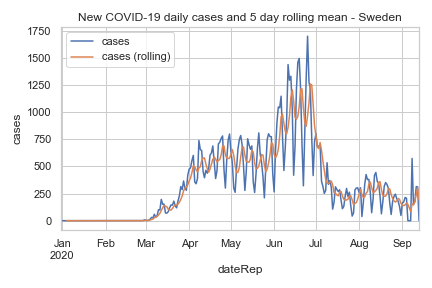 New COVID-19 daily cases and 5 day rolling mean - Sweden
cases
cases (rolling)
1750
1500
1250
1000
750
500
250
0
cases
Jan Feb Mar Apr May Jun Jul Aug Sep
2020
dateRep